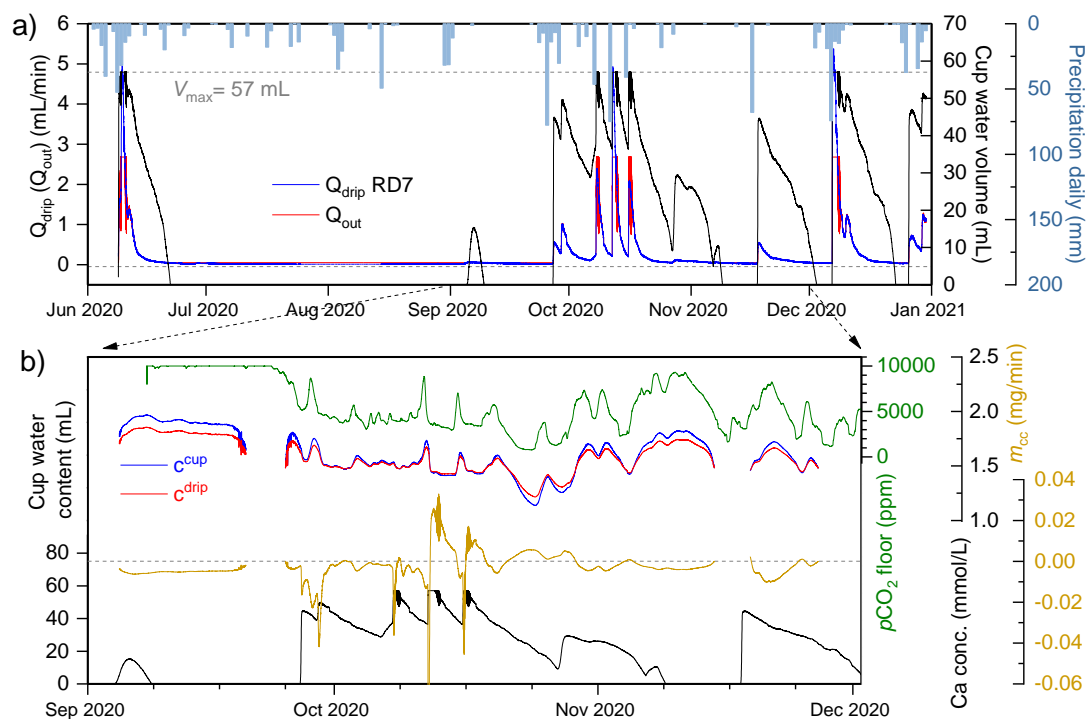 a)
Q_drip (Q_out) (mL/min)
6
5
4
3
2
1
0
V_max= 57 mL
Q_drip RD7
Q_out
70
60
50
40
30
20
10
0
Cup water volume
(mL)
0
50
100
150
200
Precipitation daily (mm)
Jun 2020 Jul 2020 Aug 2020 Sep 2020 Oct 2020 Nov 2020 Dec 2020 Jan 2021
b)
Cup water
content (mL)
80
60
40
20
0
c^cup
c^drip
10000
5000
0
pCO₂ floor (ppm)
2.5
2.0
1.5
1.0
Ca conc. (mmol/L)
m_cc (mg/min)
0.04
0.02
0.00
-0.02
-0.04
-0.06
Sep 2020 Oct 2020 Nov 2020 Dec 2020